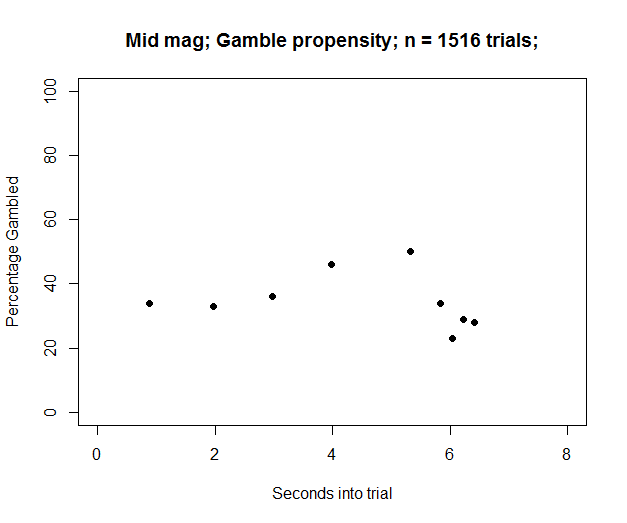 Mid mag; Gamble propensity; n = 1516 trials;
100
80
60
40
20
0
Percentage Gambled
0 2 4 6 8
Seconds into trial